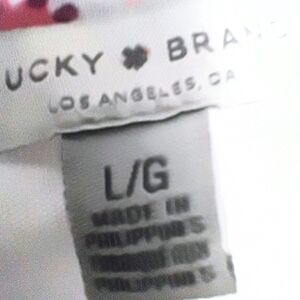 UCKY BRAN
LOS ANGELES, CA
L/G
MADE IN
PHILIPPINES